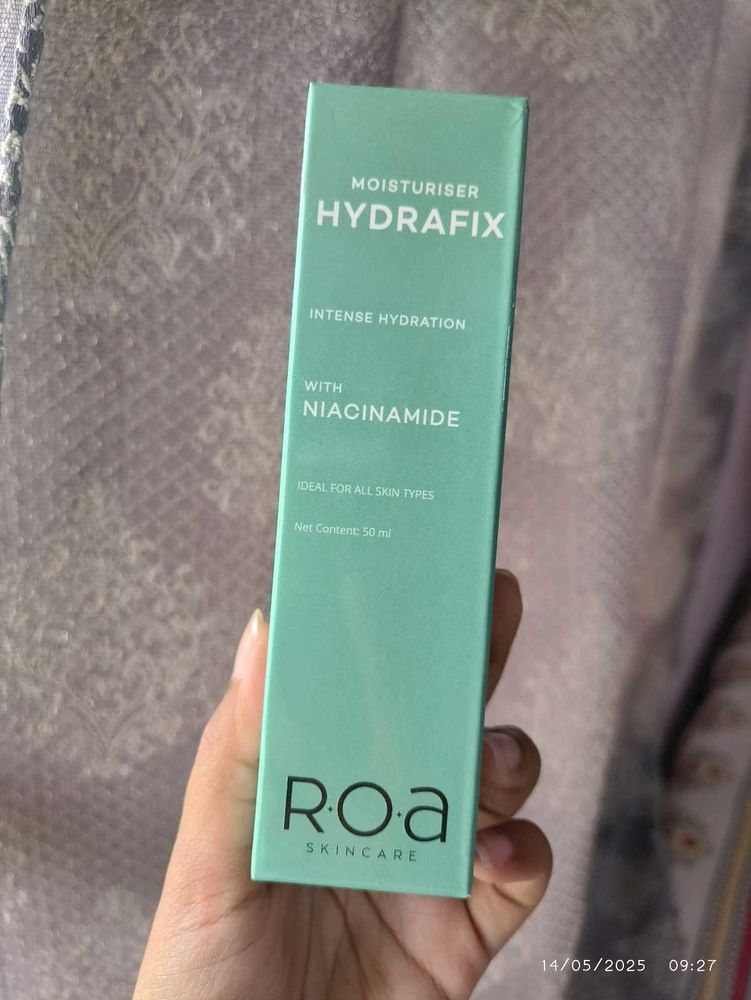 MOISTURISER
HYDRAFIX
INTENSE HYDRATION
WITH
NIACINAMIDE
IDEAL FOR ALL SKIN TYPES
Net Content: 50 ml
R·O·a
SKINCARE
14/05/2025 09:27